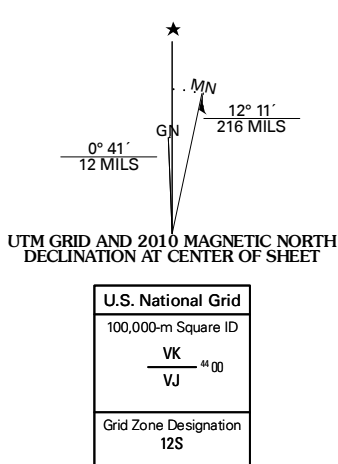 ★
MN
12° 11´
216 MILS
GN
0° 41´
12 MILS
UTM GRID AND 2010 MAGNETIC NORTH
DECLINATION AT CENTER OF SHEET
U.S. National Grid
100,000-m Square ID
VK
44 00
VJ
Grid Zone Designation
12S